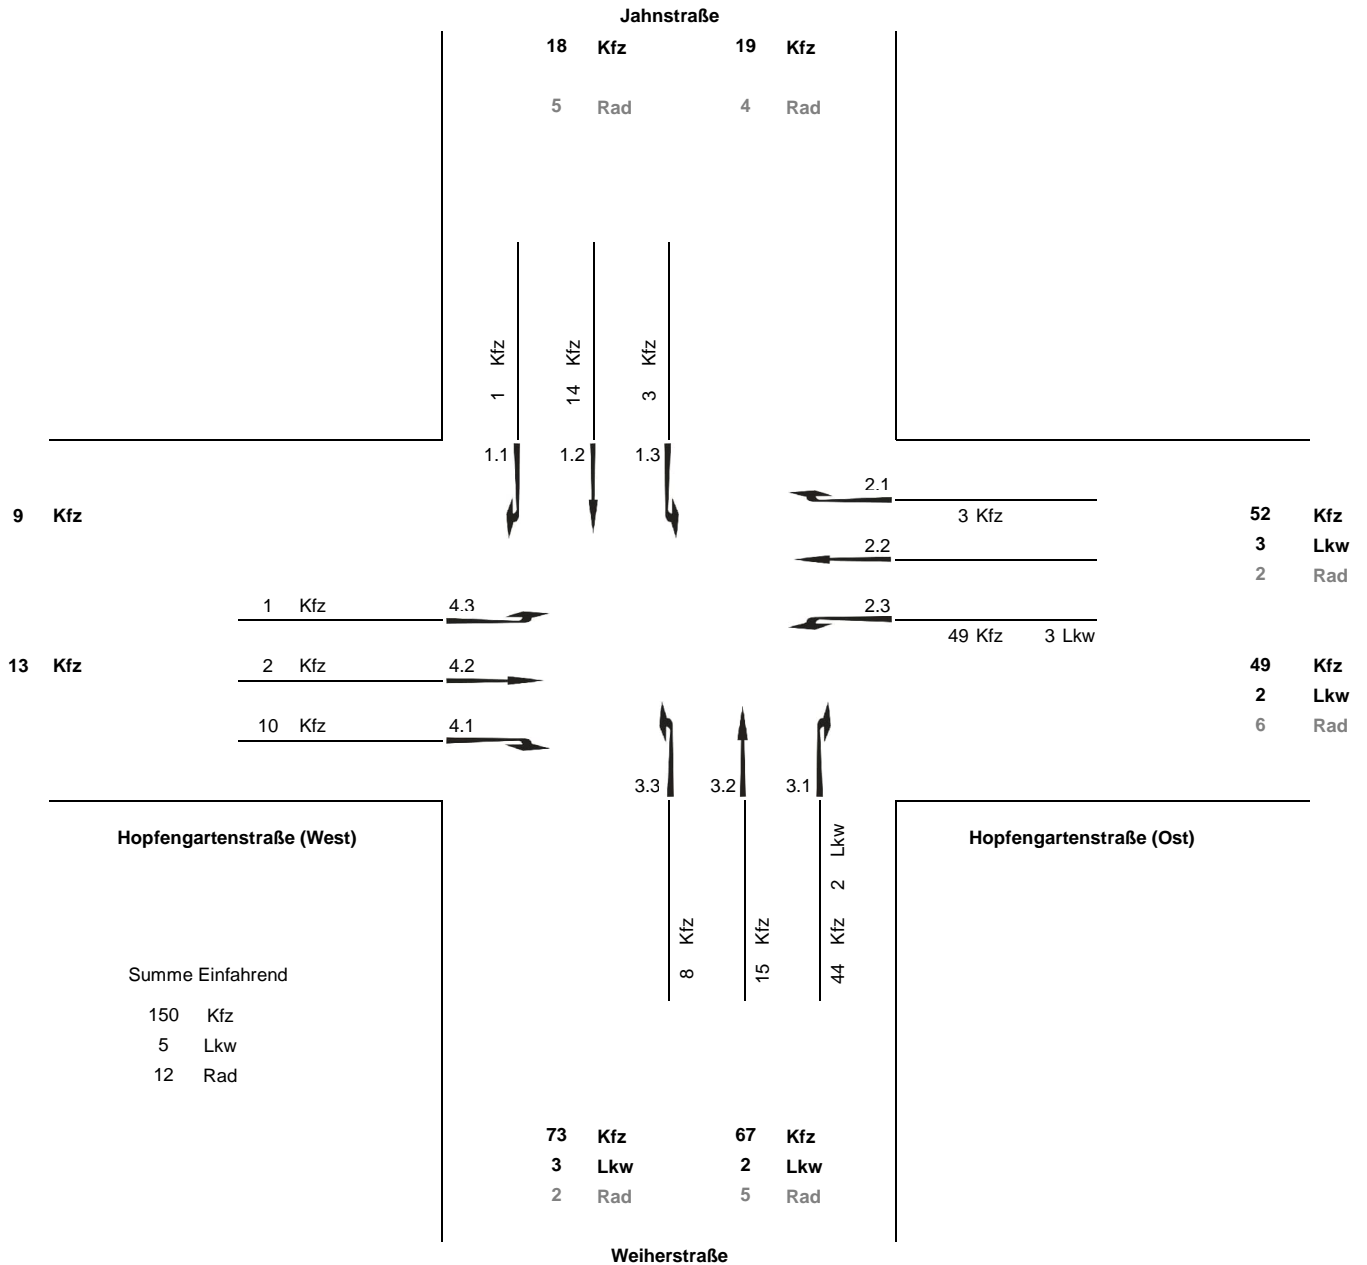 Jahnstraße
18 Kfz 19 Kfz
5 Rad 4 Rad
1 Kfz
14 Kfz
3 Kfz
1.1 1.2 1.3
2.1
3 Kfz
9 Kfz
52 Kfz
3 Lkw
2 Rad
2.2
1 Kfz 4.3
2.3
49 Kfz 3 Lkw
13 Kfz
2 Kfz 4.2
49 Kfz
2 Lkw
6 Rad
10 Kfz 4.1
3.3 3.2 3.1
8 Kfz
15 Kfz
44 Kfz 2 Lkw
Hopfengartenstraße (West)
Hopfengartenstraße (Ost)
Summe Einfahrend
150 Kfz
5 Lkw
12 Rad
73 Kfz 67 Kfz
3 Lkw 2 Lkw
2 Rad 5 Rad
Weiherstraße